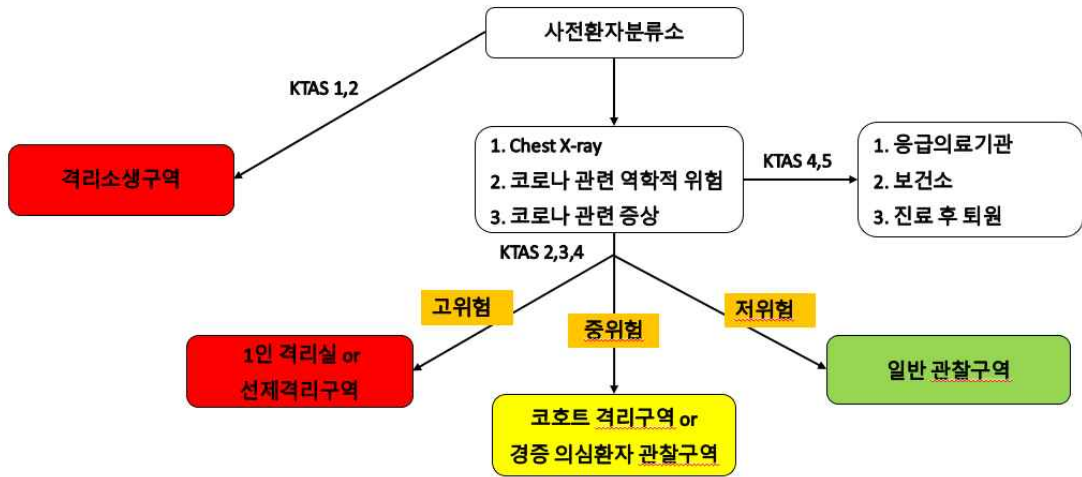 사전환자분류소
KTAS 1,2
격리소생구역
1. Chest X-ray
2. 코로나 관련 역학적 위험
3. 코로나 관련 증상
KTAS 4,5
1. 응급의료기관
2. 보건소
3. 진료 후 퇴원
KTAS 2,3,4
고위험
중위험
저위험
1인 격리실 or
선제격리구역
코호트 격리구역 or
경증 의심환자 관찰구역
일반 관찰구역